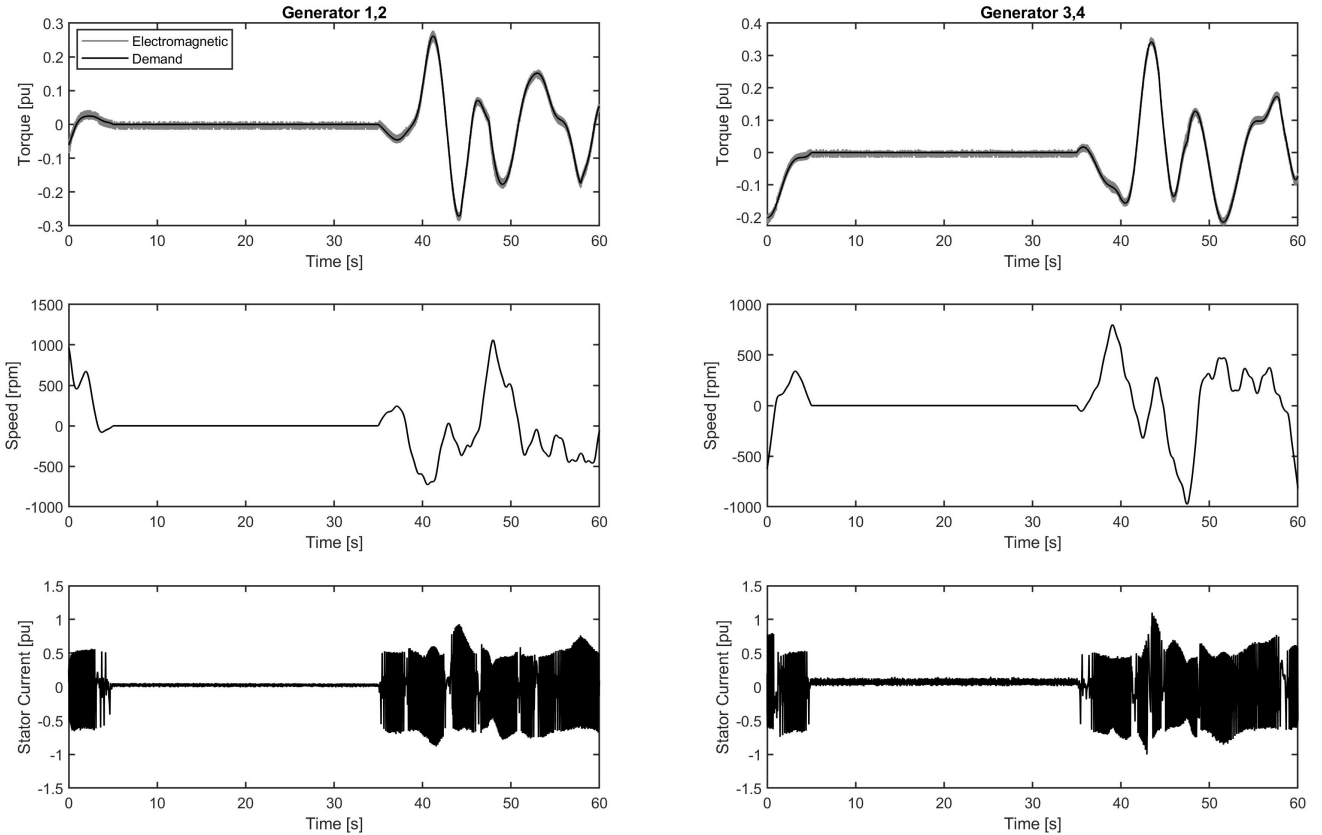 Generator 1,2
0.3
0.2
0.1
0
-0.1
-0.2
-0.3
Torque [pu]
Electromagnetic
Demand
0 10 20 30 40 50 60
Time [s]
Generator 3,4
0.4
0.3
0.2
0.1
0
-0.1
-0.2
Torque [pu]
0 10 20 30 40 50 60
Time [s]
1500
1000
500
0
-500
-1000
Speed [rpm]
0 10 20 30 40 50 60
Time [s]
1000
500
0
-500
-1000
Speed [rpm]
0 10 20 30 40 50 60
Time [s]
1.5
1
0.5
0
-0.5
-1
-1.5
Stator Current [pu]
0 10 20 30 40 50 60
Time [s]
1.5
1
0.5
0
-0.5
-1
-1.5
Stator Current [pu]
0 10 20 30 40 50 60
Time [s]